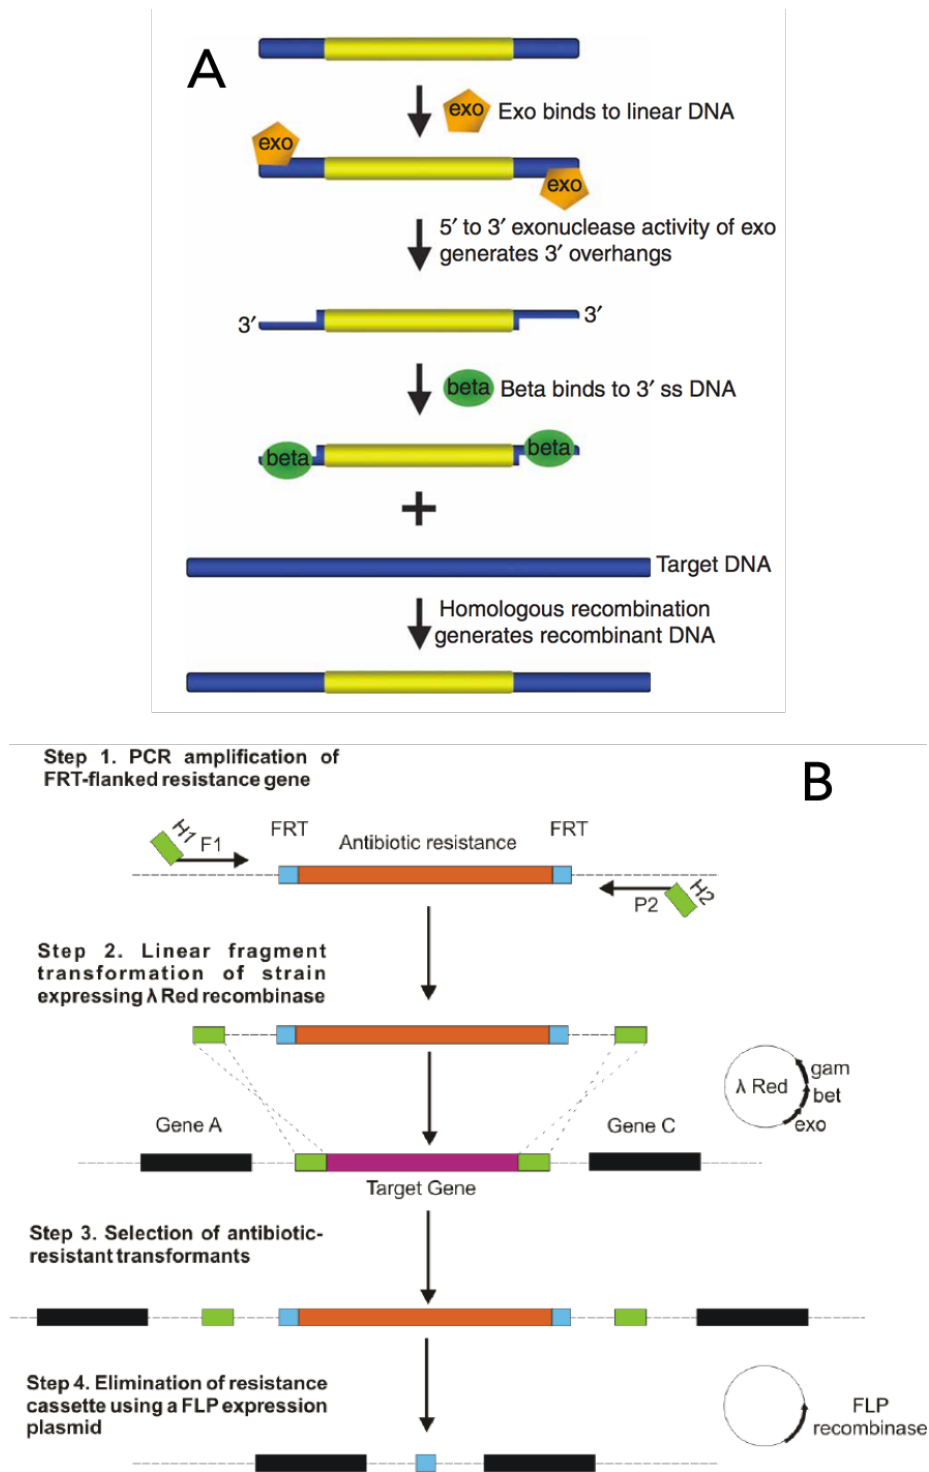 A
exo Exo binds to linear DNA
exo
exo
5′ to 3′ exonuclease activity of exo
generates 3′ overhangs
3′
3′
beta Beta binds to 3′ ss DNA
beta
beta
+
Target DNA
Homologous recombination
generates recombinant DNA
Step 1. PCR amplification of
FRT-flanked resistance gene
B
H1
F1
FRT
Antibiotic resistance
FRT
P2
H2
Step 2. Linear fragment
transformation of strain
expressing λ Red recombinase
λ Red
gam
bet
exo
Gene A
Gene C
Target Gene
Step 3. Selection of antibiotic-
resistant transformants
Step 4. Elimination of resistance
cassette using a FLP expression
plasmid
FLP
recombinase